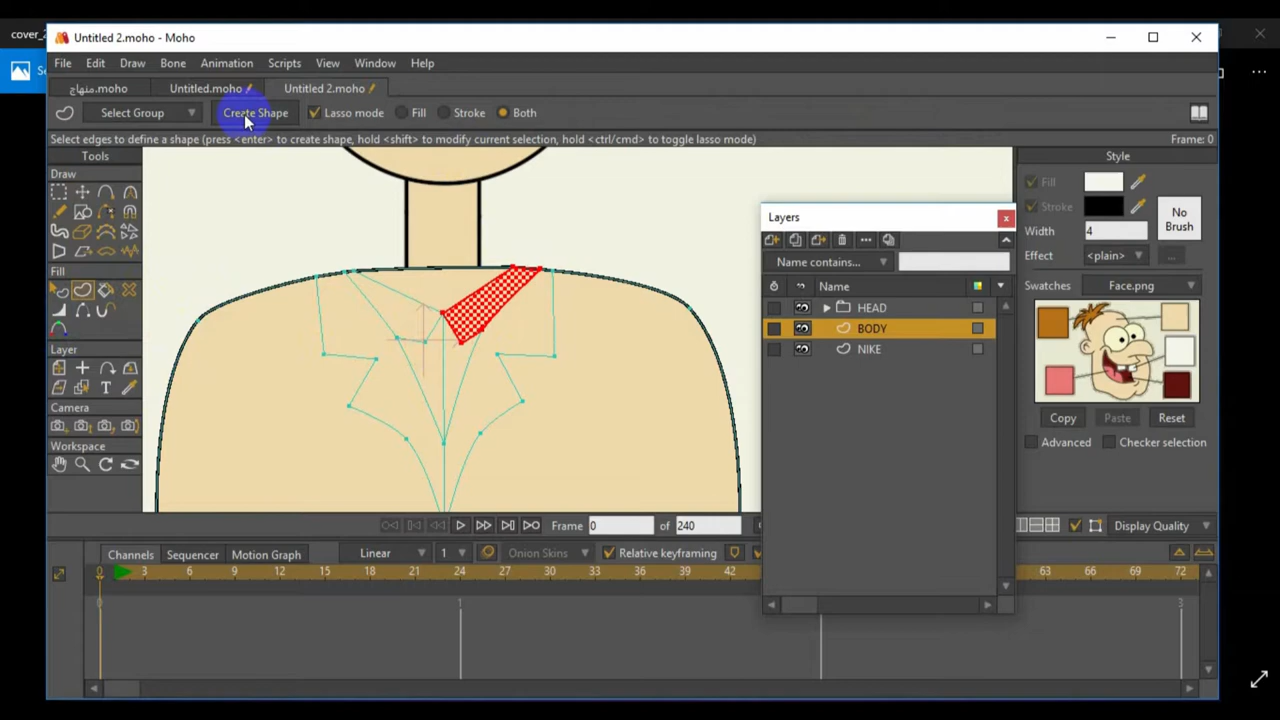 cover_2
Untitled 2.moho - Moho
File Edit Draw Bone Animation Scripts View Window Help
منهاج.moho Untitled.moho Untitled 2.moho
Select Group Create Shape Lasso mode Fill Stroke Both
Select edges to define a shape (press <enter> to create shape, hold <shift> to modify current selection, hold <ctrl/cmd> to toggle lasso mode) Frame: 0
Tools
Draw
Fill
Layer
Camera
Workspace
Style
Fill
Stroke
No Brush
Width 4
Effect <plain> ...
Swatches Face.png
Copy Paste Reset
Advanced Checker selection
Layers x
Name contains...
Name
HEAD
BODY
NIKE
Frame 0 of 240 Display Quality
Channels Sequencer Motion Graph Linear 1 Onion Skins Relative keyframing
0 3 6 9 12 15 18 21 24 27 30 33 36 39 42 63 66 69 72
0 1 3